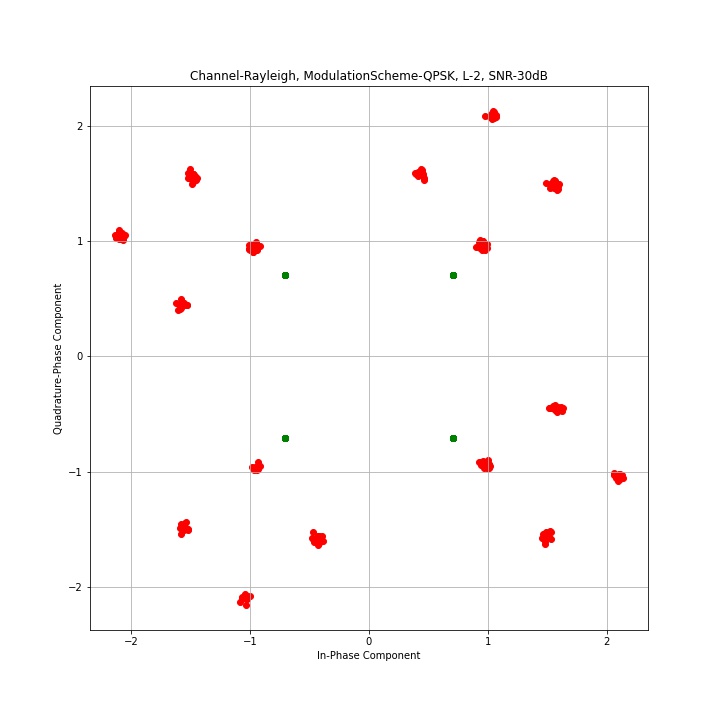 Channel-Rayleigh, ModulationScheme-QPSK, L-2, SNR-30dB
2
1
0
−1
−2
Quadrature-Phase Component
−2 −1 0 1 2
In-Phase Component